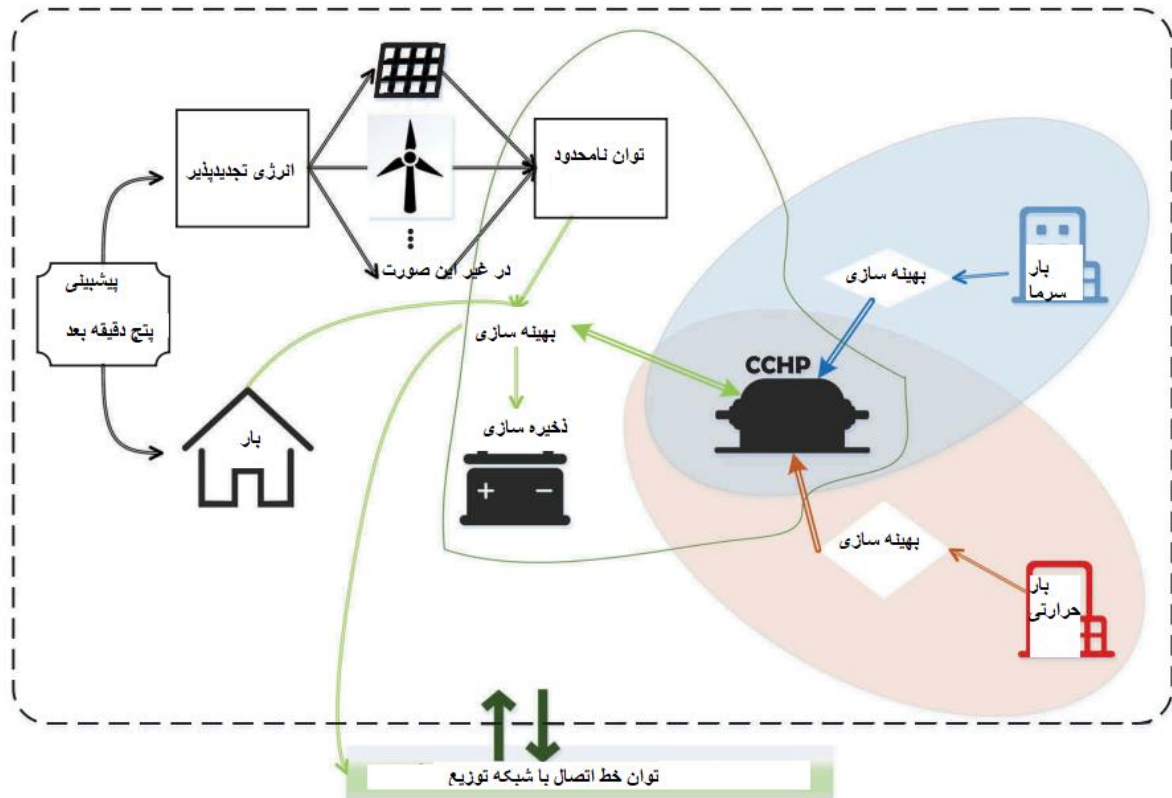 توان نامحدود
انرژی تجدیدپذیر
در غیر این صورت
پیشبینی
پنج دقیقه بعد
بار
بهینه سازی
ذخیره سازی
+ −
CCHP
بهینه سازی
بار
سرما
بهینه سازی
بار
حرارتی
توان خط اتصال با شبکه توزیع